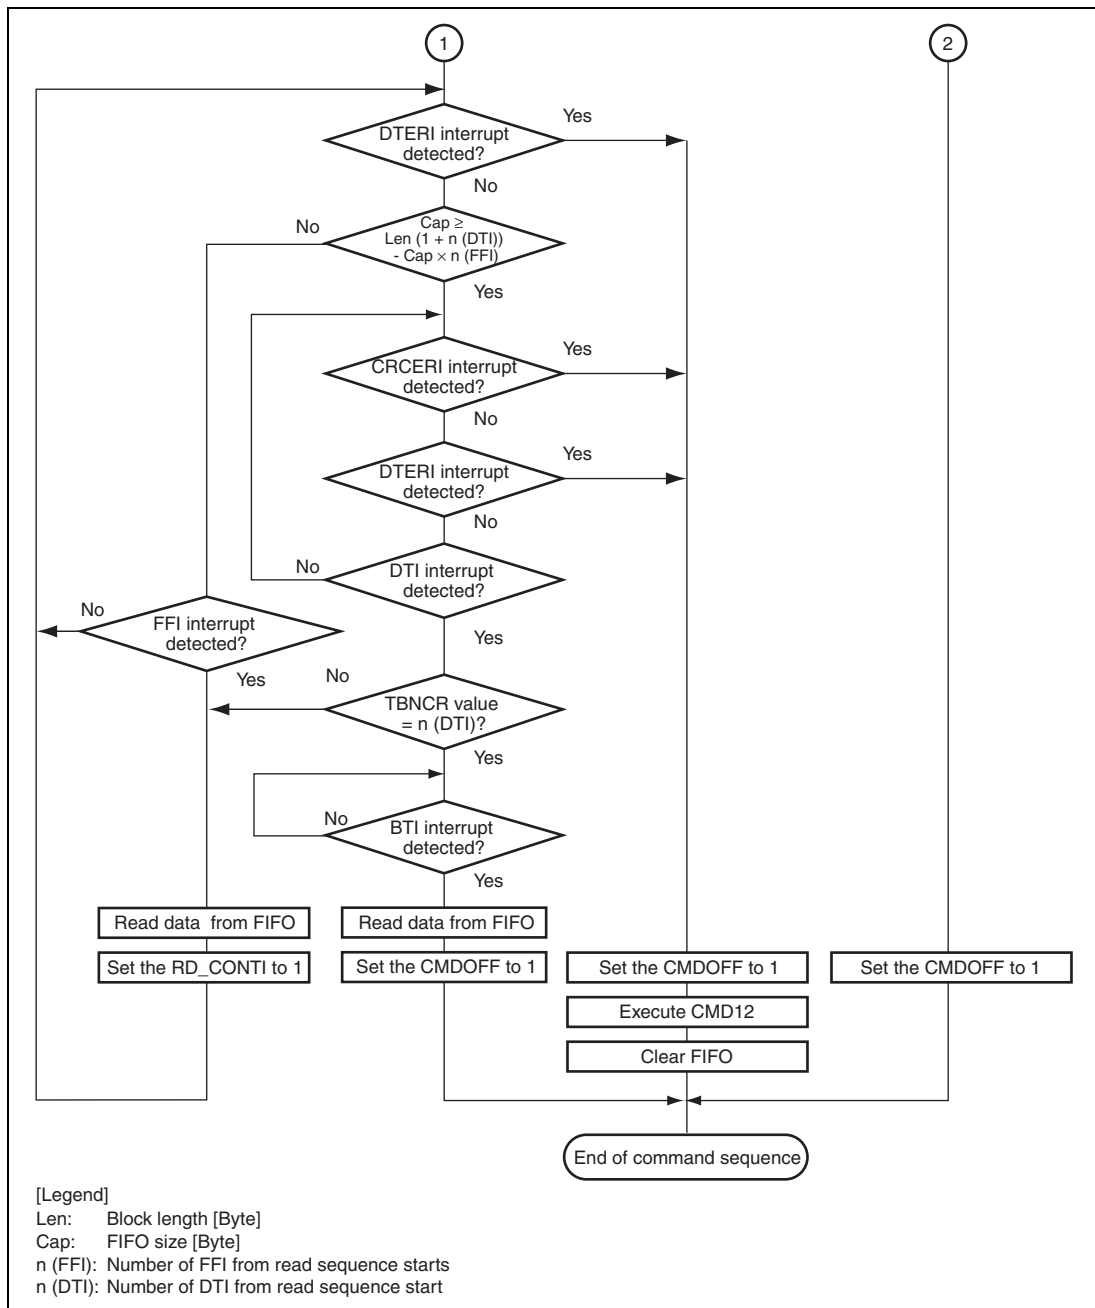 1
2
DTERI interrupt
detected?
Yes
No
Cap ≥
Len (1 + n (DTI))
- Cap × n (FFI)
No
Yes
CRCERI interrupt
detected?
Yes
No
DTERI interrupt
detected?
Yes
No
DTI interrupt
detected?
No
Yes
FFI interrupt
detected?
No
Yes
TBNCR value
= n (DTI)?
No
Yes
BTI interrupt
detected?
No
Yes
Read data from FIFO
Set the RD_CONTI to 1
Read data from FIFO
Set the CMDOFF to 1
Set the CMDOFF to 1
Execute CMD12
Clear FIFO
Set the CMDOFF to 1
End of command sequence
[Legend]
Len: Block length [Byte]
Cap: FIFO size [Byte]
n (FFI): Number of FFI from read sequence starts
n (DTI): Number of DTI from read sequence start